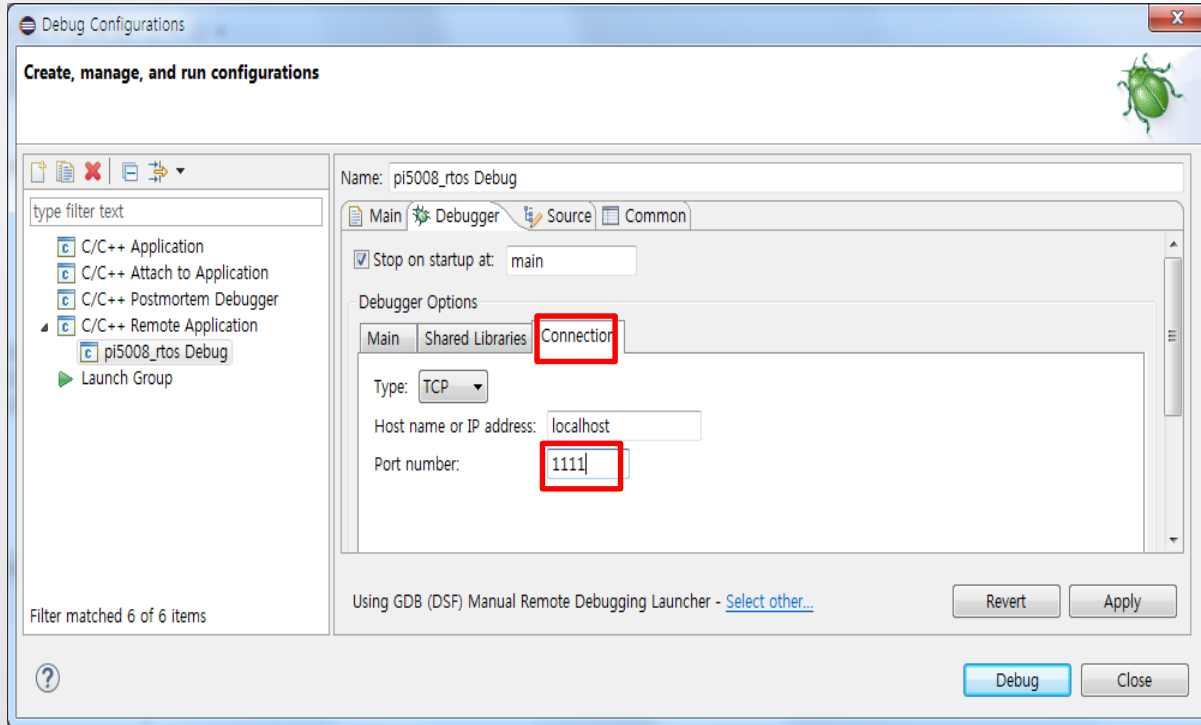 Debug Configurations
X
Create, manage, and run configurations
type filter text
C/C++ Application
C/C++ Attach to Application
C/C++ Postmortem Debugger
C/C++ Remote Application
pi5008_rtos Debug
Launch Group
Filter matched 6 of 6 items
Name: pi5008_rtos Debug
Main Debugger Source Common
Stop on startup at: main
Debugger Options
Main Shared Libraries Connection
Type: TCP
Host name or IP address: localhost
Port number: 1111
Using GDB (DSF) Manual Remote Debugging Launcher - Select other...
Revert Apply
? Debug Close